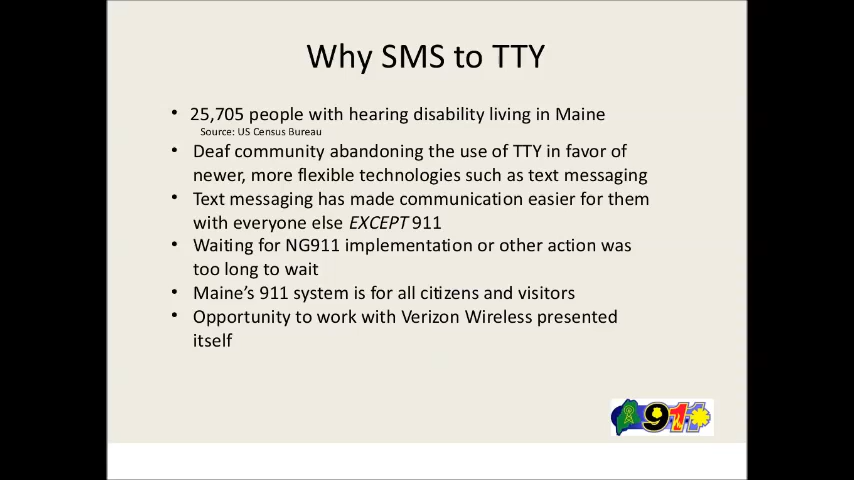 Why SMS to TTY
• 25,705 people with hearing disability living in Maine
Source: US Census Bureau
• Deaf community abandoning the use of TTY in favor of
newer, more flexible technologies such as text messaging
• Text messaging has made communication easier for them
with everyone else EXCEPT 911
• Waiting for NG911 implementation or other action was
too long to wait
• Maine's 911 system is for all citizens and visitors
• Opportunity to work with Verizon Wireless presented
itself
911